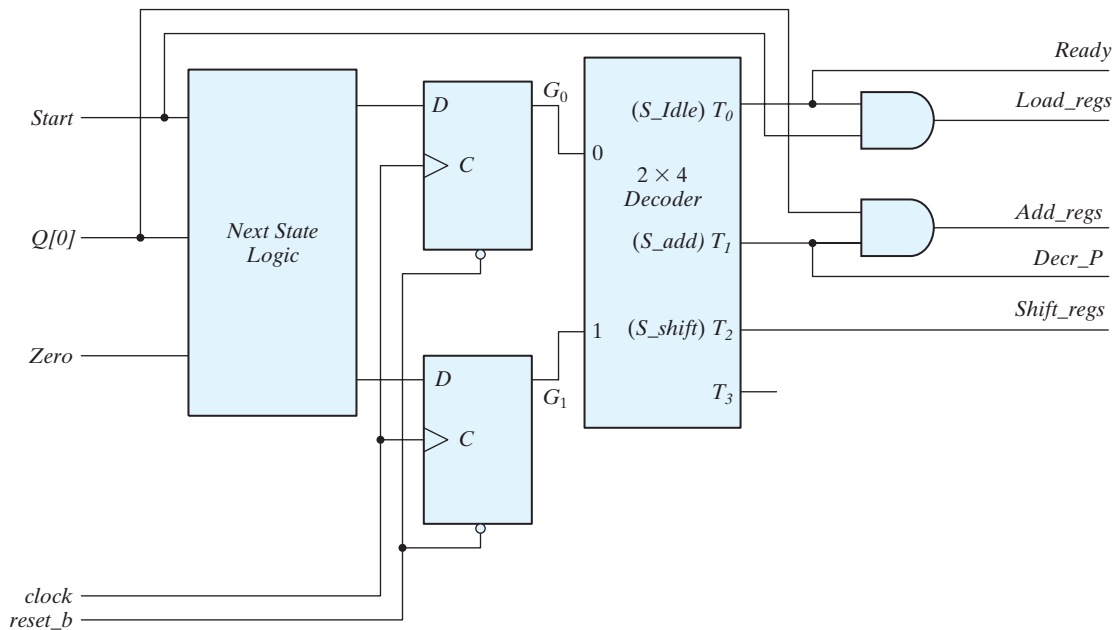 Ready
D
G0
(S_Idle) T0
Load_regs
Start
C
0
2 × 4
Decoder
Q[0]
Next State
Logic
(S_add) T1
Add_regs
Decr_P
Shift_regs
1
(S_shift) T2
Zero
D
G1
T3
C
clock
reset_b